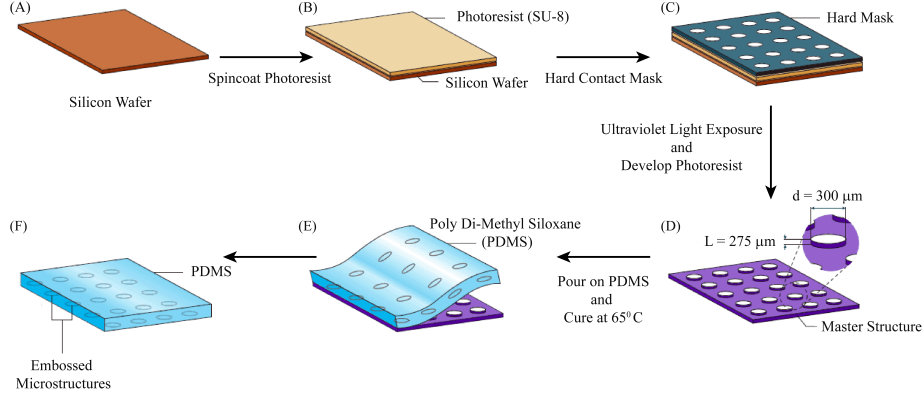 (A)
Silicon Wafer
Spincoat Photoresist
(B)
Photoresist (SU-8)
Silicon Wafer
Hard Contact Mask
(C)
Hard Mask
Ultraviolet Light Exposure
and
Develop Photoresist
(D)
d = 300 μm
L = 275 μm
Master Structure
Pour on PDMS
and
Cure at 65⁰ C
(E)
Poly Di-Methyl Siloxane
(PDMS)
(F)
PDMS
Embossed
Microstructures